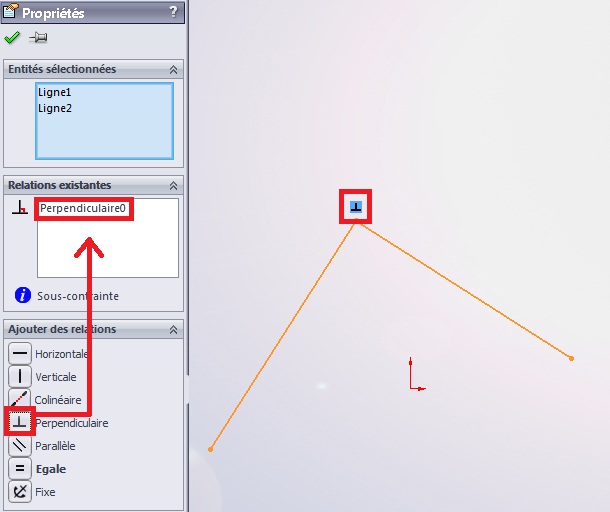 Propriétés ?
Entités sélectionnées
Ligne1
Ligne2
Relations existantes
Perpendiculaire0
Sous-contrainte
Ajouter des relations
Horizontale
Verticale
Colinéaire
Perpendiculaire
Parallèle
Egale
Fixe